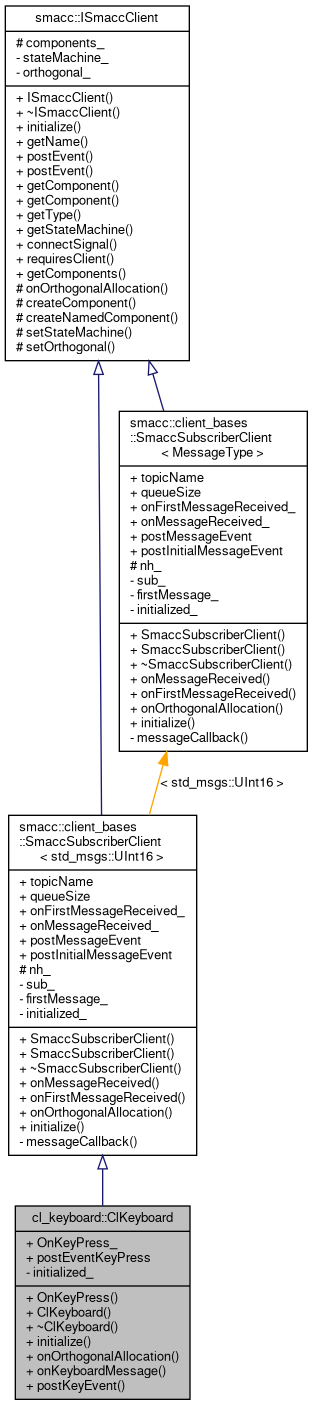 smacc::ISmaccClient
# components_
- stateMachine_
- orthogonal_
+ ISmaccClient()
+ ~ISmaccClient()
+ initialize()
+ getName()
+ postEvent()
+ postEvent()
+ getComponent()
+ getComponent()
+ getType()
+ getStateMachine()
+ connectSignal()
+ requiresClient()
+ getComponents()
# onOrthogonalAllocation()
# createComponent()
# createNamedComponent()
# setStateMachine()
# setOrthogonal()
smacc::client_bases
::SmaccSubscriberClient
< MessageType >
+ topicName
+ queueSize
+ onFirstMessageReceived_
+ onMessageReceived_
+ postMessageEvent
+ postInitialMessageEvent
# nh_
- sub_
- firstMessage_
- initialized_
+ SmaccSubscriberClient()
+ SmaccSubscriberClient()
+ ~SmaccSubscriberClient()
+ onMessageReceived()
+ onFirstMessageReceived()
+ onOrthogonalAllocation()
+ initialize()
- messageCallback()
< std_msgs::UInt16 >
smacc::client_bases
::SmaccSubscriberClient
< std_msgs::UInt16 >
+ topicName
+ queueSize
+ onFirstMessageReceived_
+ onMessageReceived_
+ postMessageEvent
+ postInitialMessageEvent
# nh_
- sub_
- firstMessage_
- initialized_
+ SmaccSubscriberClient()
+ SmaccSubscriberClient()
+ ~SmaccSubscriberClient()
+ onMessageReceived()
+ onFirstMessageReceived()
+ onOrthogonalAllocation()
+ initialize()
- messageCallback()
cl_keyboard::ClKeyboard
+ OnKeyPress_
+ postEventKeyPress
- initialized_
+ OnKeyPress()
+ ClKeyboard()
+ ~ClKeyboard()
+ initialize()
+ onOrthogonalAllocation()
+ onKeyboardMessage()
+ postKeyEvent()